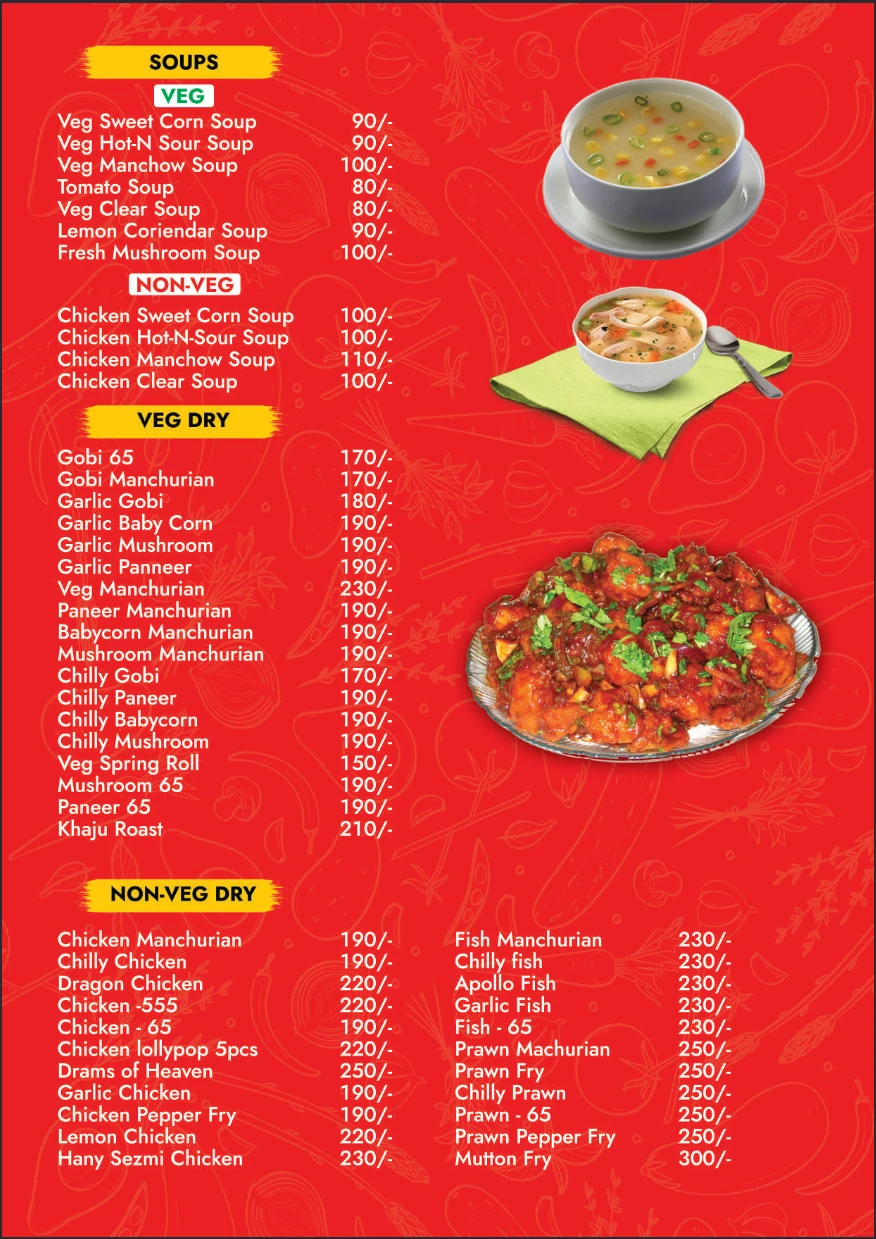 SOUPS
VEG
Veg Sweet Corn Soup 90/-
Veg Hot-N Sour Soup 90/-
Veg Manchow Soup 100/-
Tomato Soup 80/-
Veg Clear Soup 80/-
Lemon Coriendar Soup 90/-
Fresh Mushroom Soup 100/-
NON-VEG
Chicken Sweet Corn Soup 100/-
Chicken Hot-N-Sour Soup 100/-
Chicken Manchow Soup 110/-
Chicken Clear Soup 100/-
VEG DRY
Gobi 65 170/-
Gobi Manchurian 170/-
Garlic Gobi 180/-
Garlic Baby Corn 190/-
Garlic Mushroom 190/-
Garlic Panneer 190/-
Veg Manchurian 230/-
Paneer Manchurian 190/-
Babycorn Manchurian 190/-
Mushroom Manchurian 190/-
Chilly Gobi 170/-
Chilly Paneer 190/-
Chilly Babycorn 190/-
Chilly Mushroom 190/-
Veg Spring Roll 150/-
Mushroom 65 190/-
Paneer 65 190/-
Khaju Roast 210/-
NON-VEG DRY
Chicken Manchurian 190/-
Chilly Chicken 190/-
Dragon Chicken 220/-
Chicken -555 220/-
Chicken - 65 190/-
Chicken lollypop 5pcs 220/-
Drams of Heaven 250/-
Garlic Chicken 190/-
Chicken Pepper Fry 190/-
Lemon Chicken 220/-
Hany Sezmi Chicken 230/-
Fish Manchurian 230/-
Chilly fish 230/-
Apollo Fish 230/-
Garlic Fish 230/-
Fish - 65 230/-
Prawn Machurian 250/-
Prawn Fry 250/-
Chilly Prawn 250/-
Prawn - 65 250/-
Prawn Pepper Fry 250/-
Mutton Fry 300/-